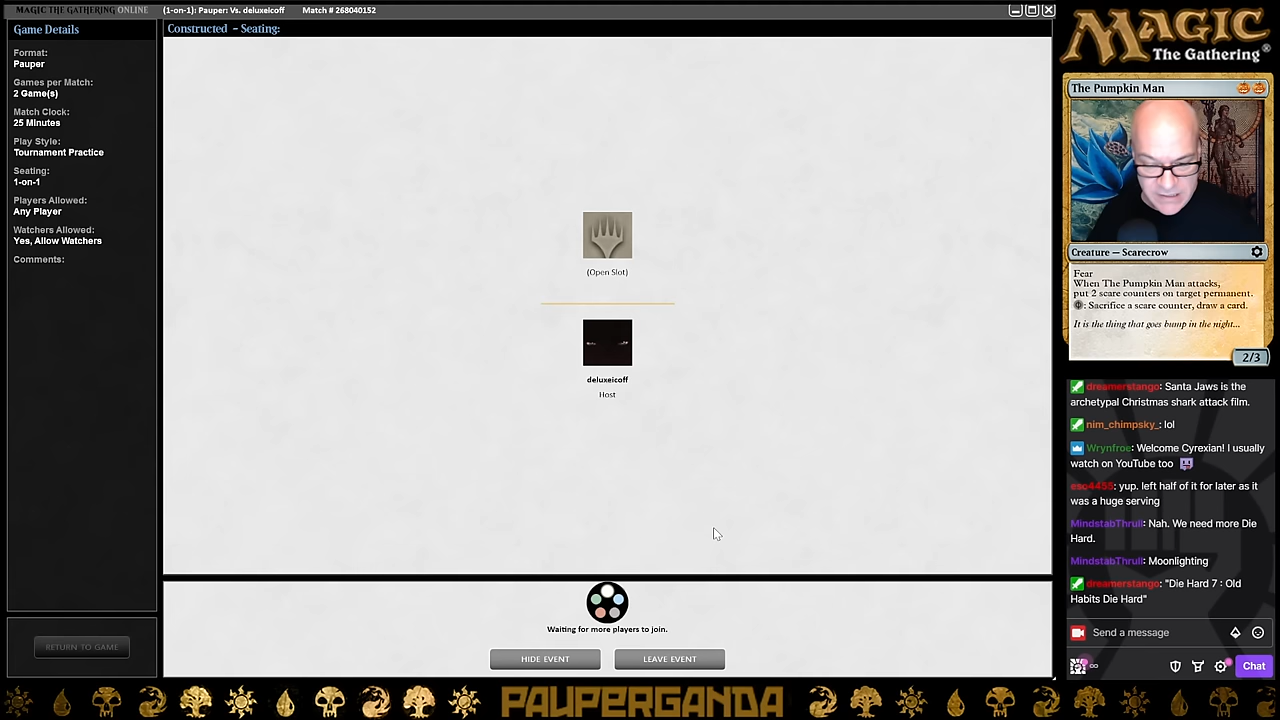 MAGIC THE GATHERING ONLINE
(1-on-1): Pauper: Vs. deluxeicoff
Match # 268040152
Game Details
Format:
Pauper
Games per Match:
2 Game(s)
Match Clock:
25 Minutes
Play Style:
Tournament Practice
Seating:
1-on-1
Players Allowed:
Any Player
Watchers Allowed:
Yes, Allow Watchers
Comments:
RETURN TO GAME
Constructed - Seating:
(Open Slot)
deluxeicoff
Host
Waiting for more players to join.
HIDE EVENT
LEAVE EVENT
MAGIC
The Gathering®
The Pumpkin Man
Creature — Scarecrow
Fear
When The Pumpkin Man attacks,
put 2 scare counters on target permanent.
: Sacrifice a scare counter, draw a card.
It is the thing that goes bump in the night...
2/3
dreamerstango: Santa Jaws is the
archetypal Christmas shark attack film.
nim_chimpsky_: lol
Wrynfroe: Welcome Cyrexian! I usually
watch on YouTube too
eso4455: yup. left half of it for later as it
was a huge serving
MindstabThrull: Nah. We need more Die
Hard.
MindstabThrull: Moonlighting
dreamerstango: "Die Hard 7 : Old
Habits Die Hard"
Send a message
Chat
PAUPERGANDA